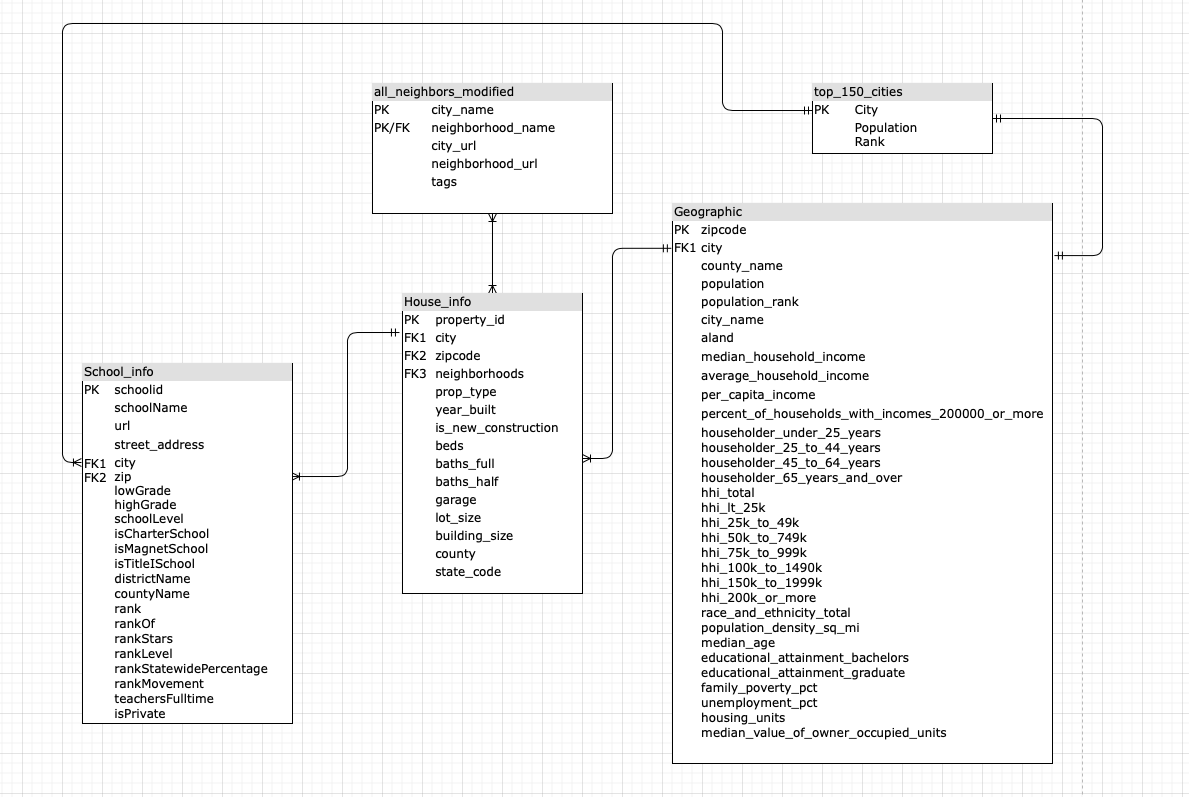 all_neighbors_modified
PK city_name
PK/FK neighborhood_name
city_url
neighborhood_url
tags
top_150_cities
PK City
Population
Rank
Geographic
PK zipcode
FK1 city
county_name
population
population_rank
city_name
aland
median_household_income
average_household_income
per_capita_income
percent_of_households_with_incomes_200000_or_more
householder_under_25_years
householder_25_to_44_years
householder_45_to_64_years
householder_65_years_and_over
hhi_total
hhi_lt_25k
hhi_25k_to_49k
hhi_50k_to_749k
hhi_75k_to_999k
hhi_100k_to_1490k
hhi_150k_to_1999k
hhi_200k_or_more
race_and_ethnicity_total
population_density_sq_mi
median_age
educational_attainment_bachelors
educational_attainment_graduate
family_poverty_pct
unemployment_pct
housing_units
median_value_of_owner_occupied_units
House_info
PK property_id
FK1 city
FK2 zipcode
FK3 neighborhoods
prop_type
year_built
is_new_construction
beds
baths_full
baths_half
garage
lot_size
building_size
county
state_code
School_info
PK schoolid
schoolName
url
street_address
FK1 city
FK2 zip
lowGrade
highGrade
schoolLevel
isCharterSchool
isMagnetSchool
isTitleISchool
districtName
countyName
rank
rankOf
rankStars
rankLevel
rankStatewidePercentage
rankMovement
teachersFulltime
isPrivate